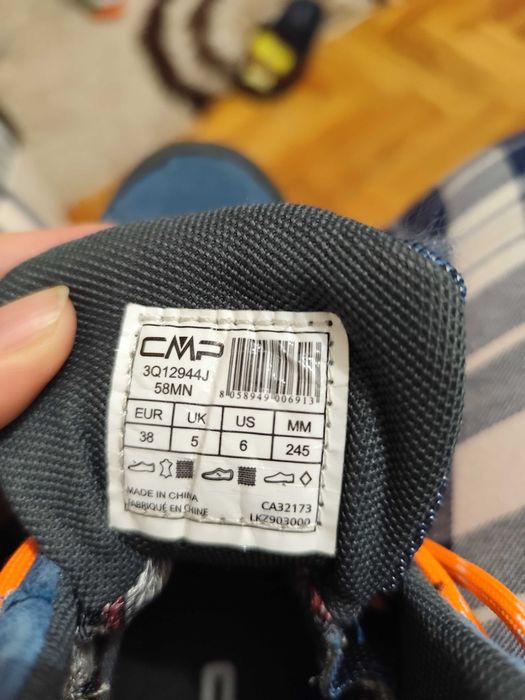 CMP
3Q12944J
58MN
8 058949 006913
EUR UK US MM
38 5 6 245
MADE IN CHINA
FABRIQUÉ EN CHINE
CA32173
LKZ903000